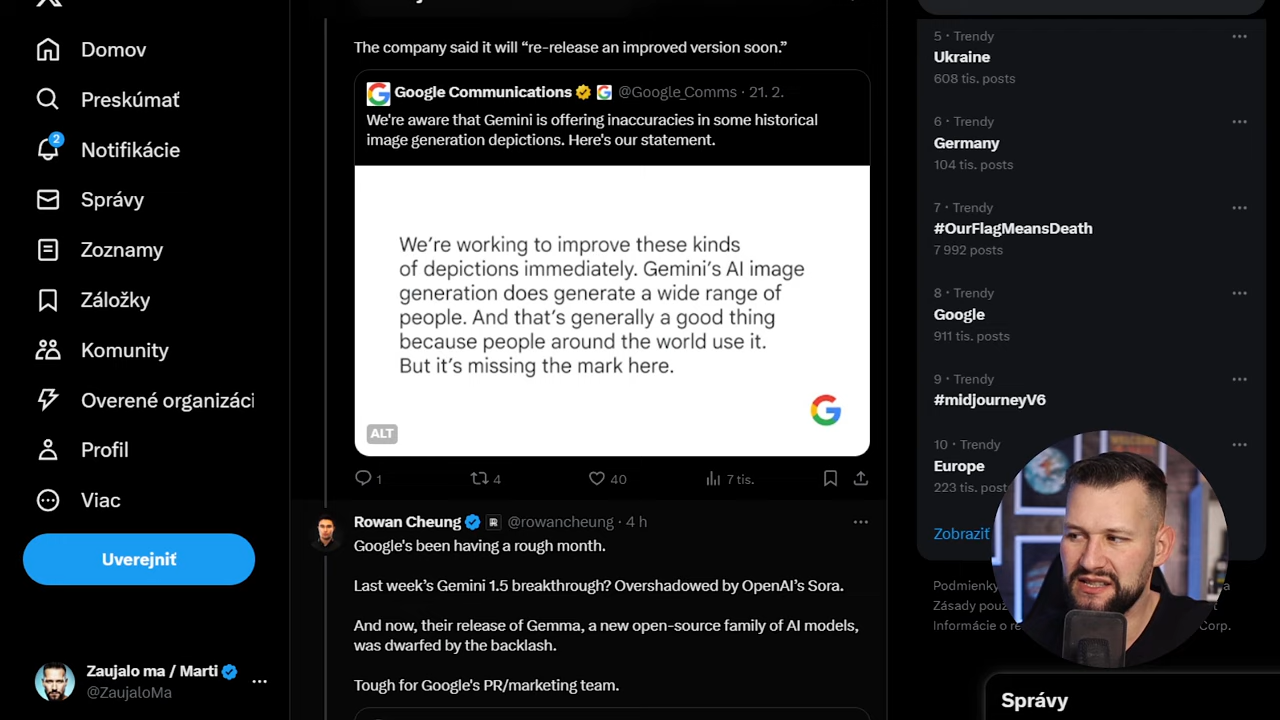 Domov
Preskúmať
2
Notifikácie
Správy
Zoznamy
Záložky
Komunity
Overené organizáci
Profil
Viac
Uverejniť
Zaujalo ma / Marti
@ZaujaloMa
The company said it will “re-release an improved version soon.”
Google Communications @Google_Comms · 21. 2.
We're aware that Gemini is offering inaccuracies in some historical
image generation depictions. Here's our statement.
We’re working to improve these kinds
of depictions immediately. Gemini’s AI image
generation does generate a wide range of
people. And that’s generally a good thing
because people around the world use it.
But it’s missing the mark here.
ALT
1 4 40 7 tis.
Rowan Cheung @rowancheung · 4 h
Google's been having a rough month.
Last week’s Gemini 1.5 breakthrough? Overshadowed by OpenAI’s Sora.
And now, their release of Gemma, a new open-source family of AI models,
was dwarfed by the backlash.
Tough for Google's PR/marketing team.
5 · Trendy
Ukraine
608 tis. posts
6 · Trendy
Germany
104 tis. posts
7 · Trendy
#OurFlagMeansDeath
7 992 posts
8 · Trendy
Google
911 tis. posts
9 · Trendy
#midjourneyV6
10 · Trendy
Europe
223 tis. posts
Zobraziť
Podmienky
Zásady
Informácie o
Corp.
Správy